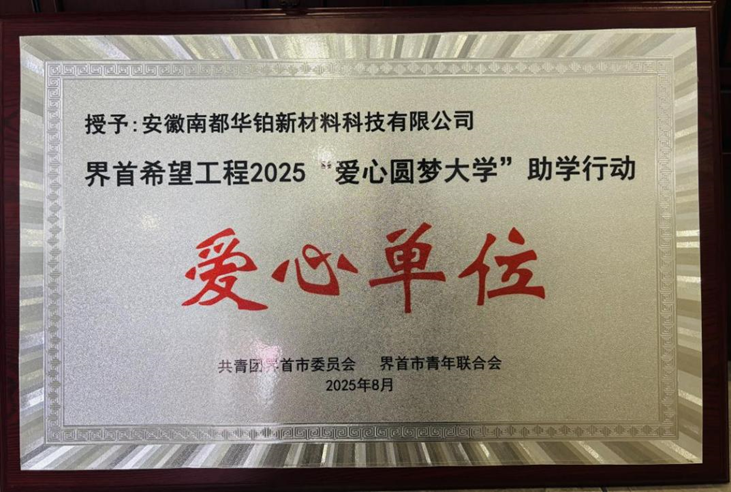 授予:安徽南都华铂新材料科技有限公司
界首希望工程2025“爱心圆梦大学”助学行动
爱心单位
共青团界首市委员会 界首市青年联合会
2025年8月